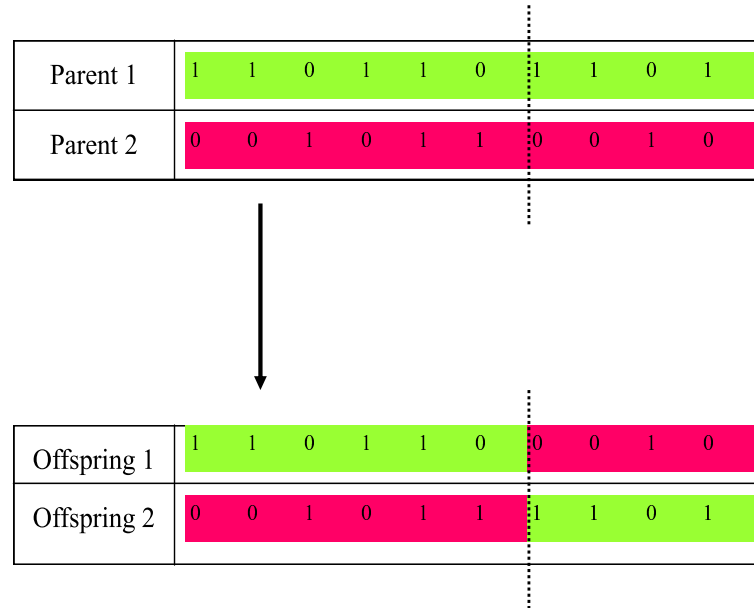 Parent 1 1 1 0 1 1 0 1 1 0 1
Parent 2 0 0 1 0 1 1 0 0 1 0
Offspring 1 1 1 0 1 1 0 0 0 1 0
Offspring 2 0 0 1 0 1 1 1 1 0 1